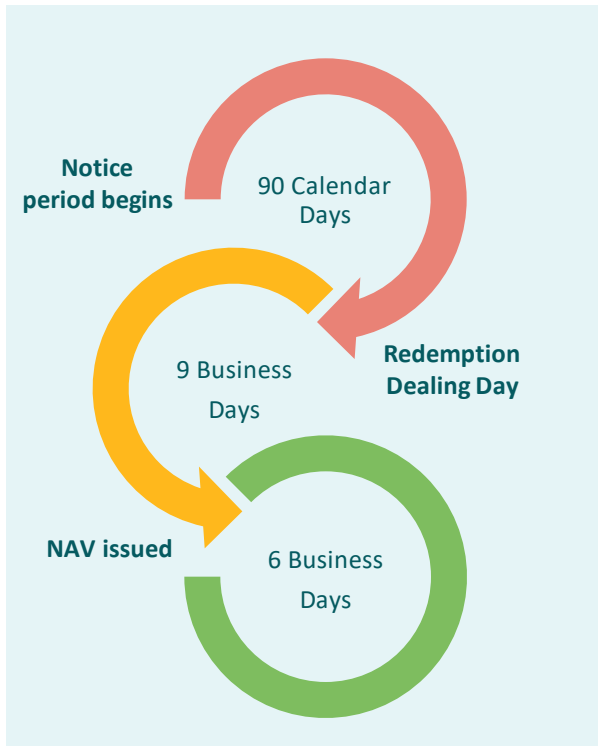 Notice
period begins
90 Calendar
Days
Redemption
Dealing Day
9 Business
Days
NAV issued
6 Business
Days